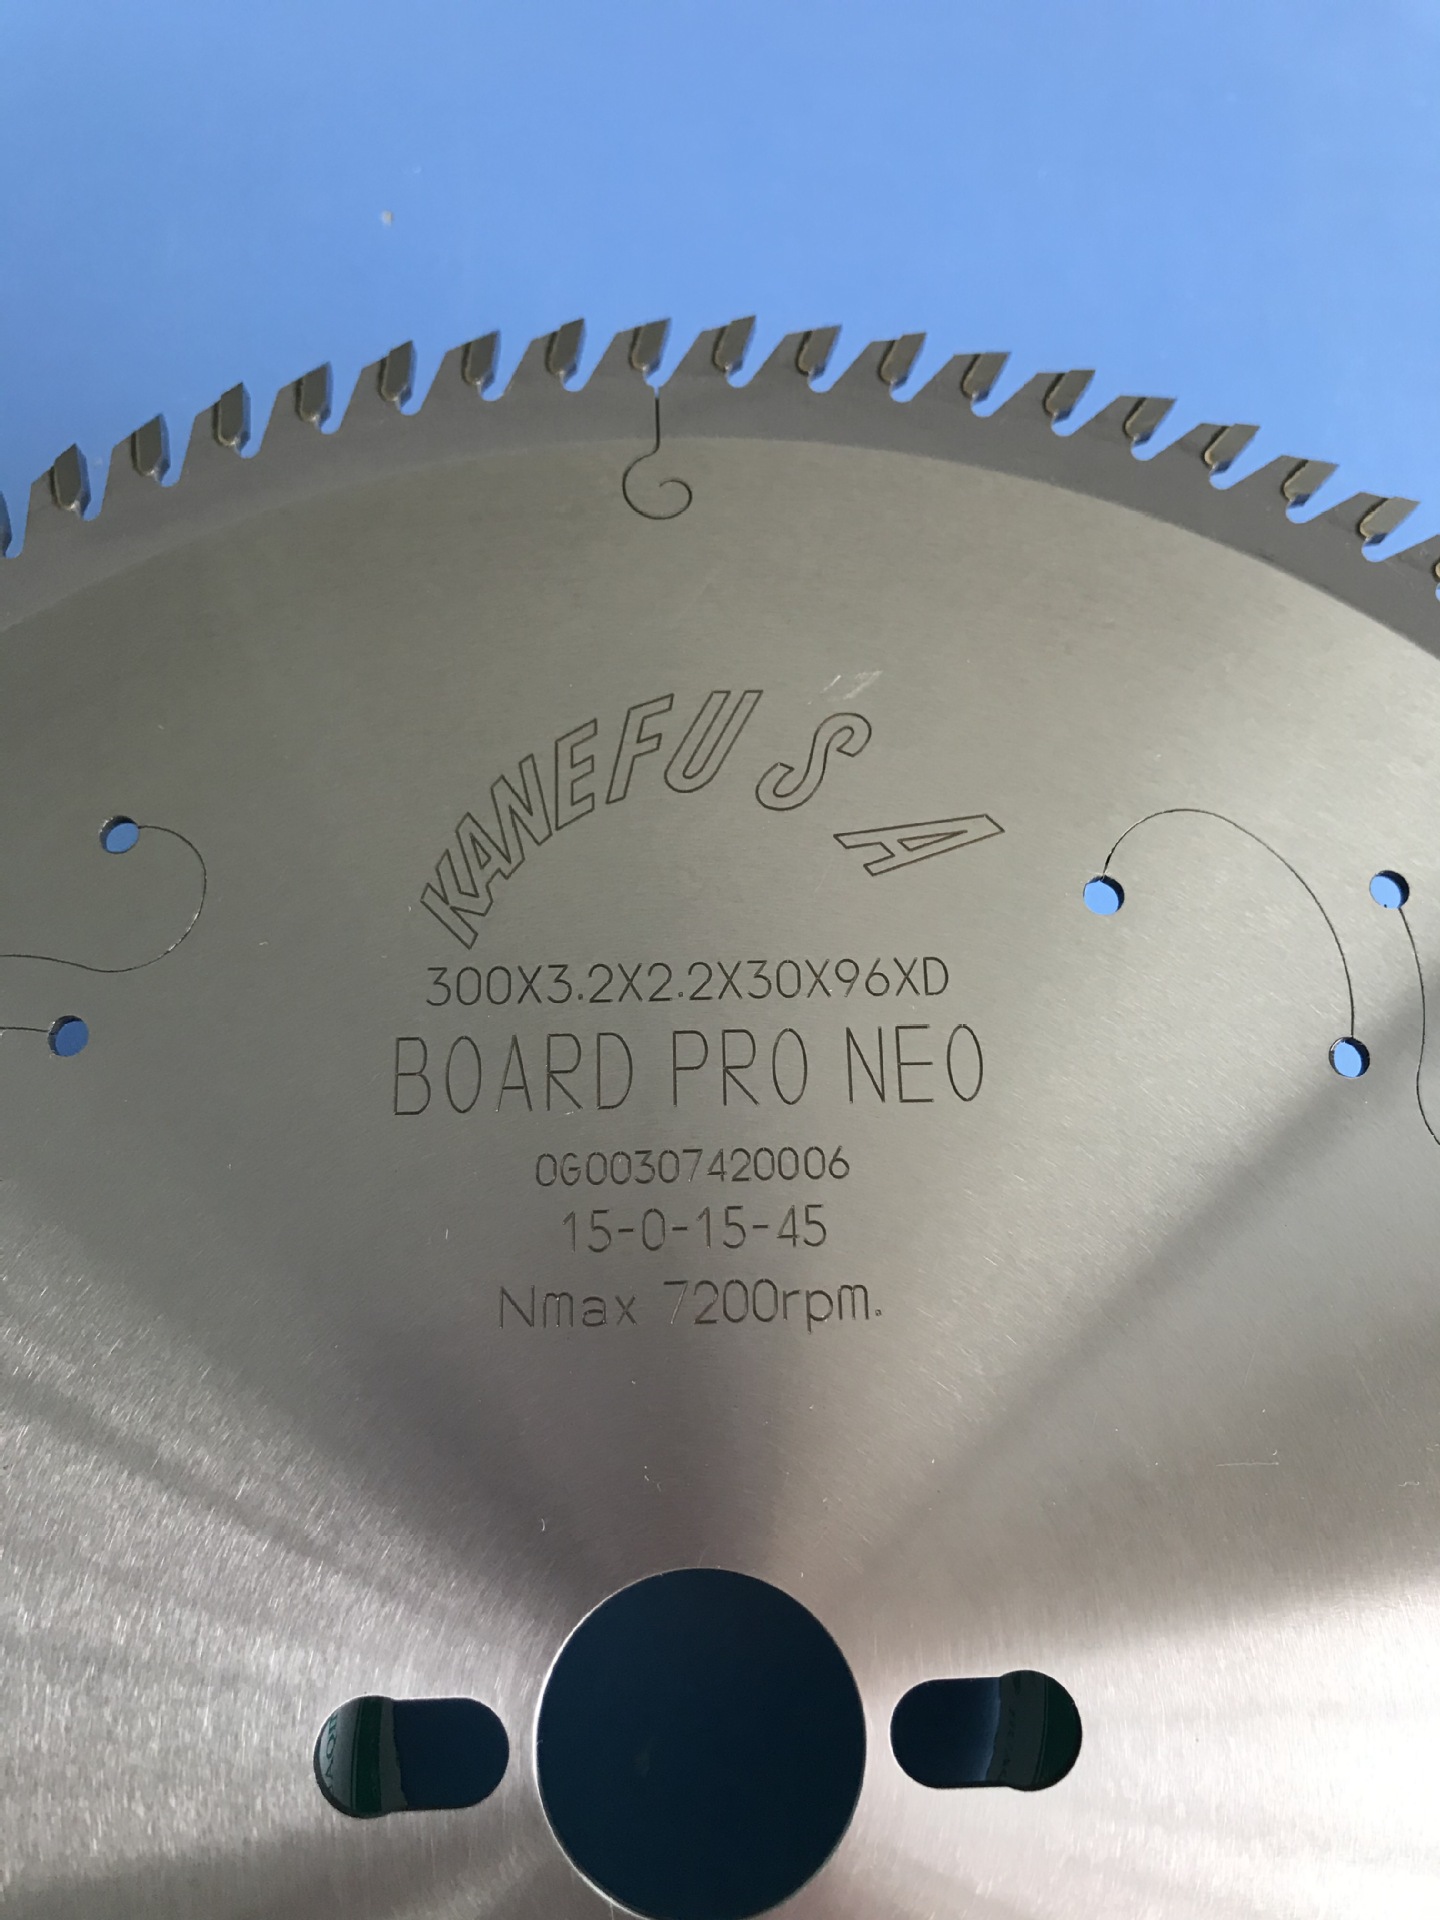 KANEFUSA
300X3.2X2.2X30X96XD
BOARD PRO NEO
0G00307420006
15-0-15-45
Nmax 7200rpm.